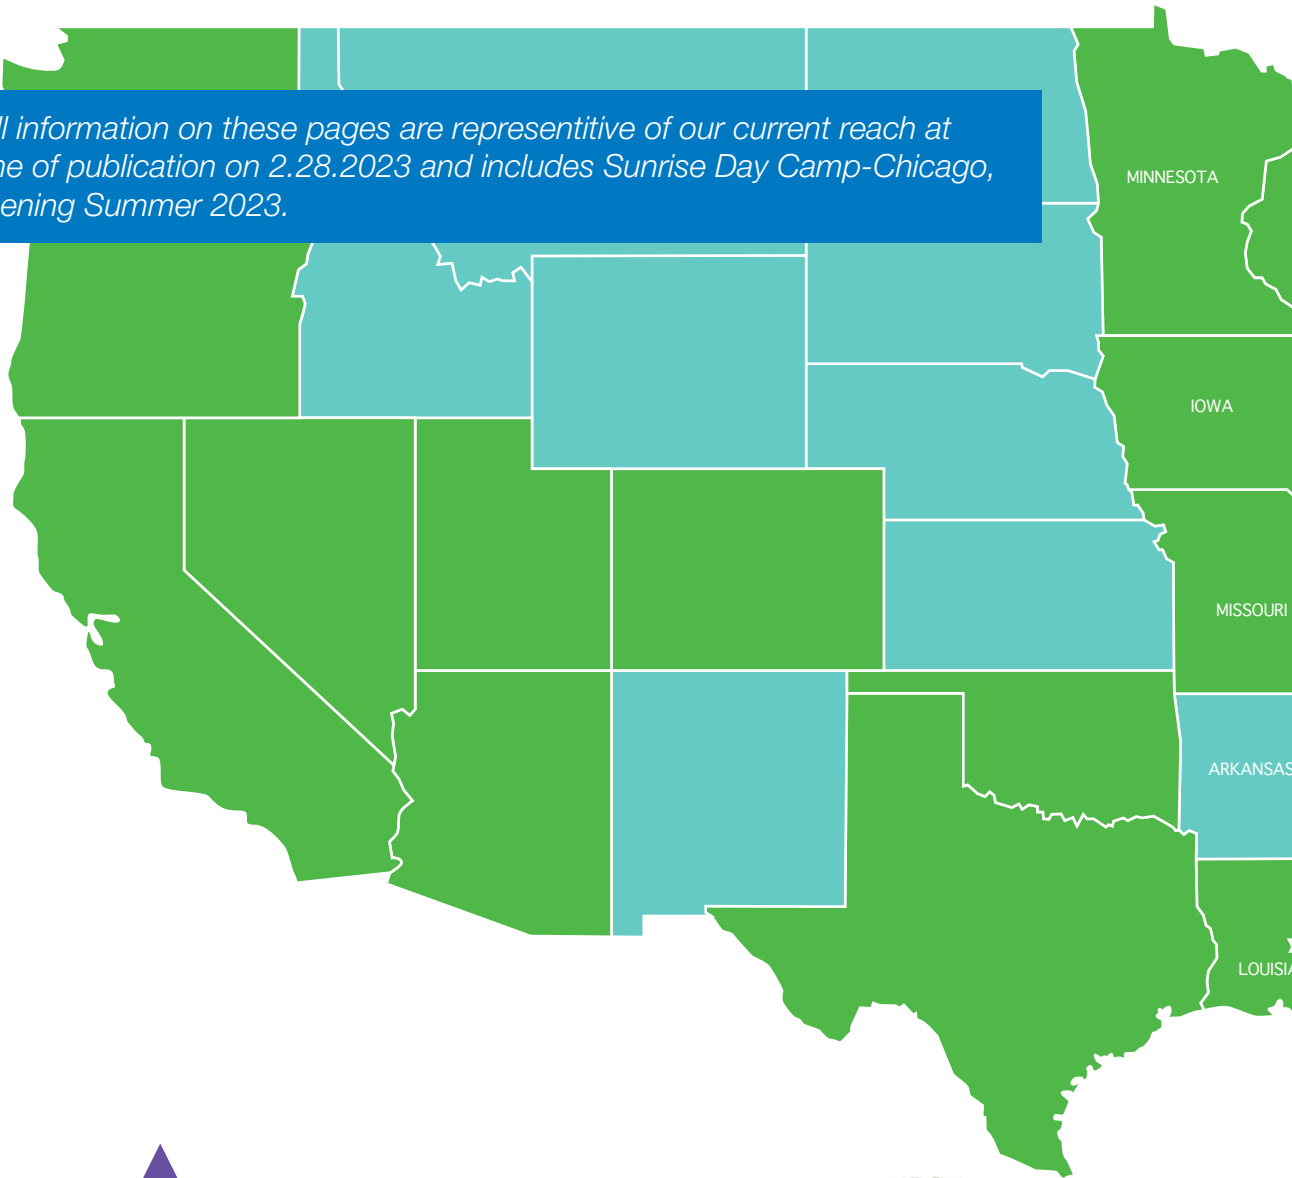 ll information on these pages are representitive of our current reach at
ne of publication on 2.28.2023 and includes Sunrise Day Camp-Chicago,
ening Summer 2023.
MINNESOTA
IOWA
MISSOURI
ARKANSAS
LOUISIA